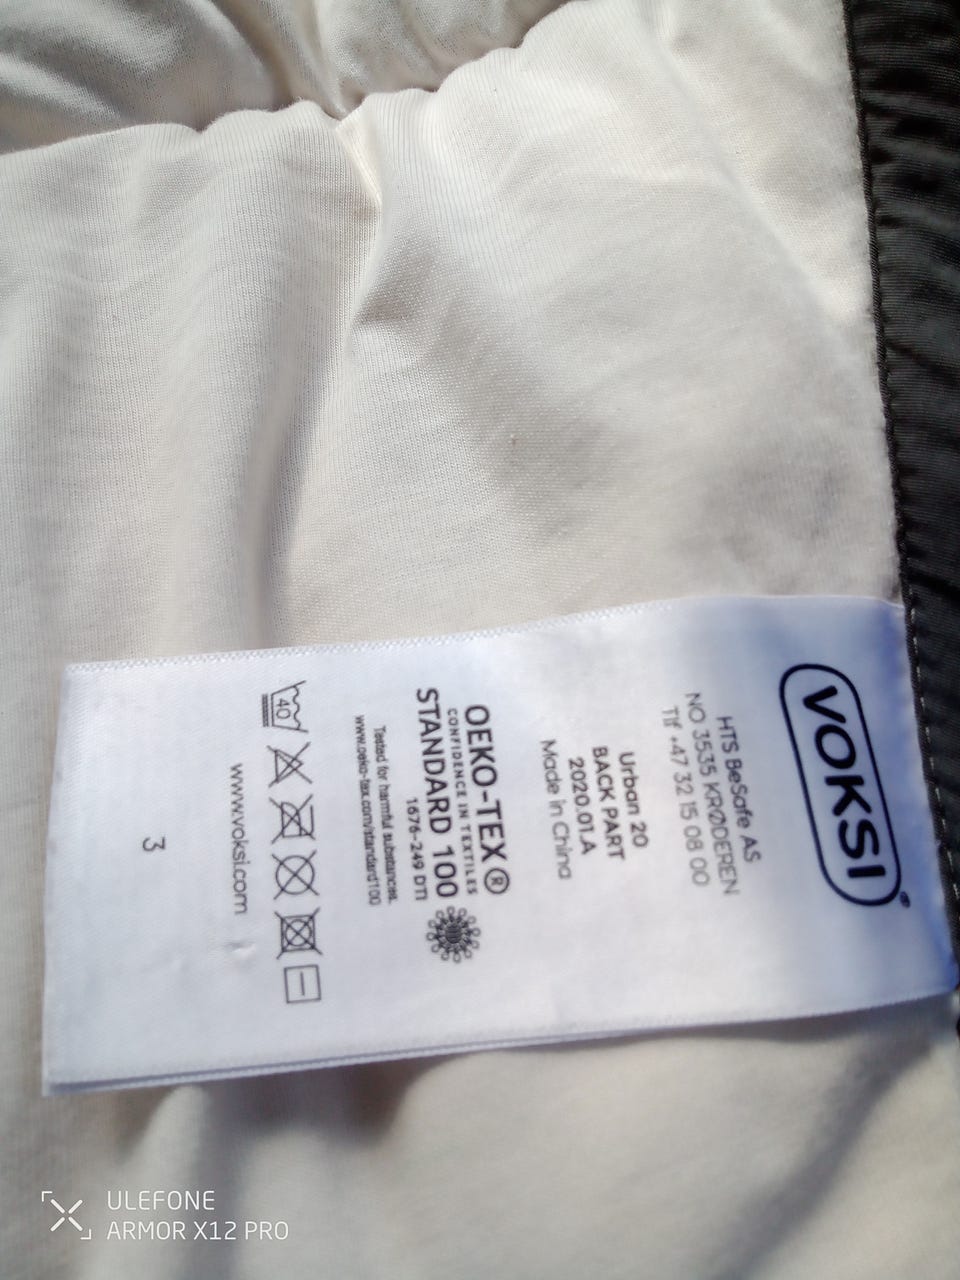 VOKSI®
HTS BeSafe AS
NO 3535 KRØDEREN
Tlf +47 32 15 08 00
Urban 20
BACK PART
2020.01.A
Made in China
OEKO-TEX®
CONFIDENCE IN TEXTILES
STANDARD 100
1676-249 DTI
Tested for harmful substances.
www.oeko-tex.com/standard100
40
www.voksi.com
3
ULEFONE
ARMOR X12 PRO